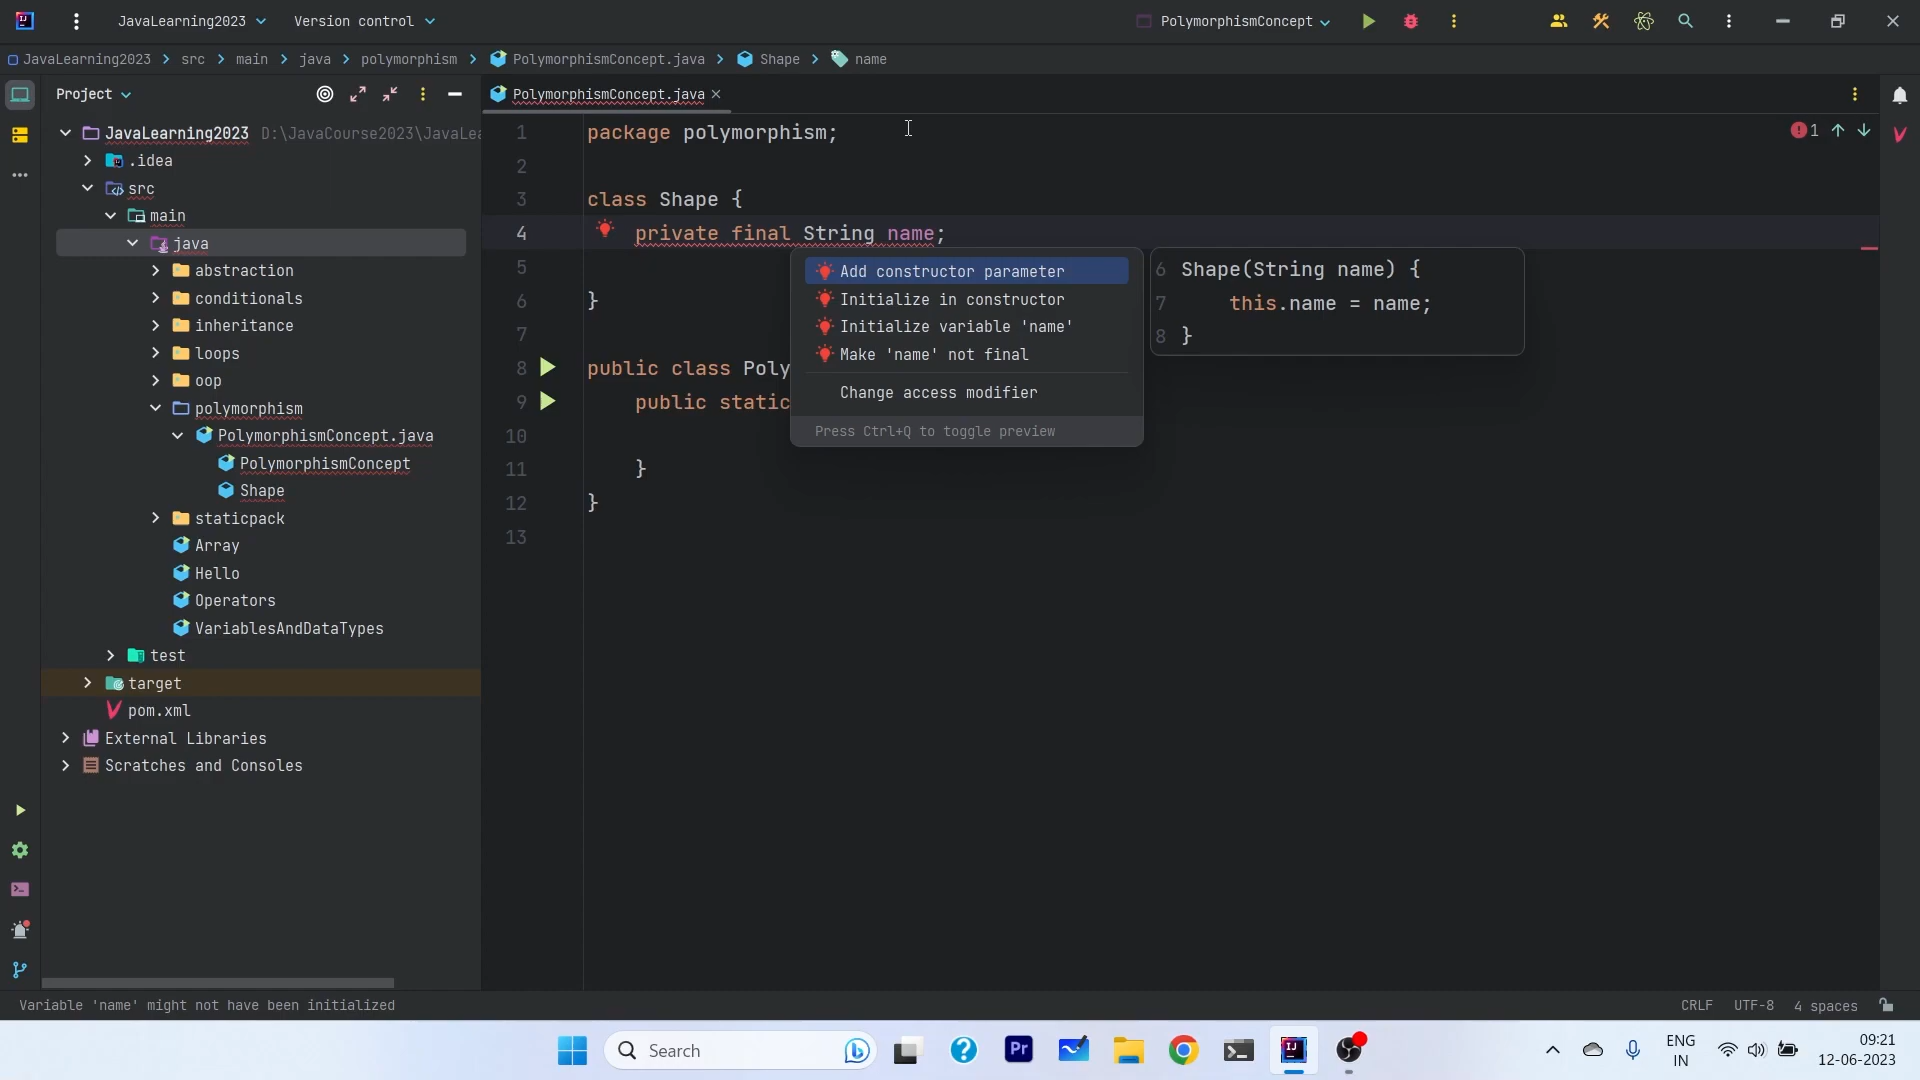 JavaLearning2023
Version control
PolymorphismConcept
JavaLearning2023 > src > main > java > polymorphism > PolymorphismConcept.java > Shape > name
Project
PolymorphismConcept.java
JavaLearning2023 D:\JavaCourse2023\JavaLea
.idea
src
main
java
abstraction
conditionals
inheritance
loops
oop
polymorphism
PolymorphismConcept.java
PolymorphismConcept
Shape
staticpack
Array
Hello
Operators
VariablesAndDataTypes
test
target
pom.xml
External Libraries
Scratches and Consoles
1 package polymorphism;
2
3 class Shape {
4 private final String name;
5
6 }
7
8 public class Poly
9 public static
10
11 }
12 }
13
1
Add constructor parameter
Initialize in constructor
Initialize variable 'name'
Make 'name' not final
Change access modifier
Press Ctrl+Q to toggle preview
6 Shape(String name) {
7 this.name = name;
8 }
Variable 'name' might not have been initialized
CRLF
UTF-8
4 spaces
Search
Pr
IJ
ENG
IN
09:21
12-06-2023